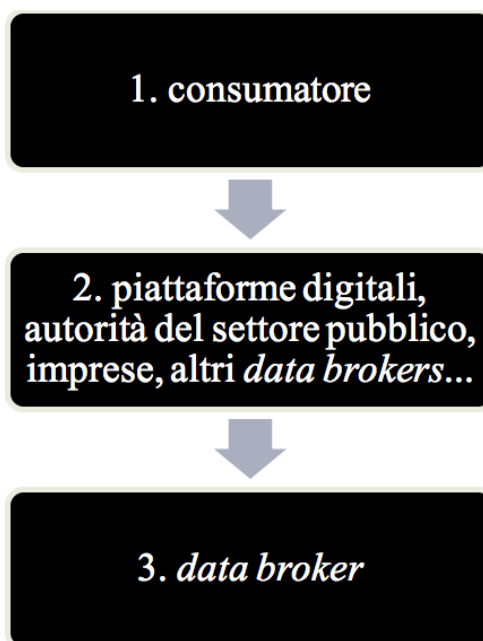 1. consumatore
2. piattaforme digitali,
autorità del settore pubblico,
imprese, altri data brokers...
3. data broker